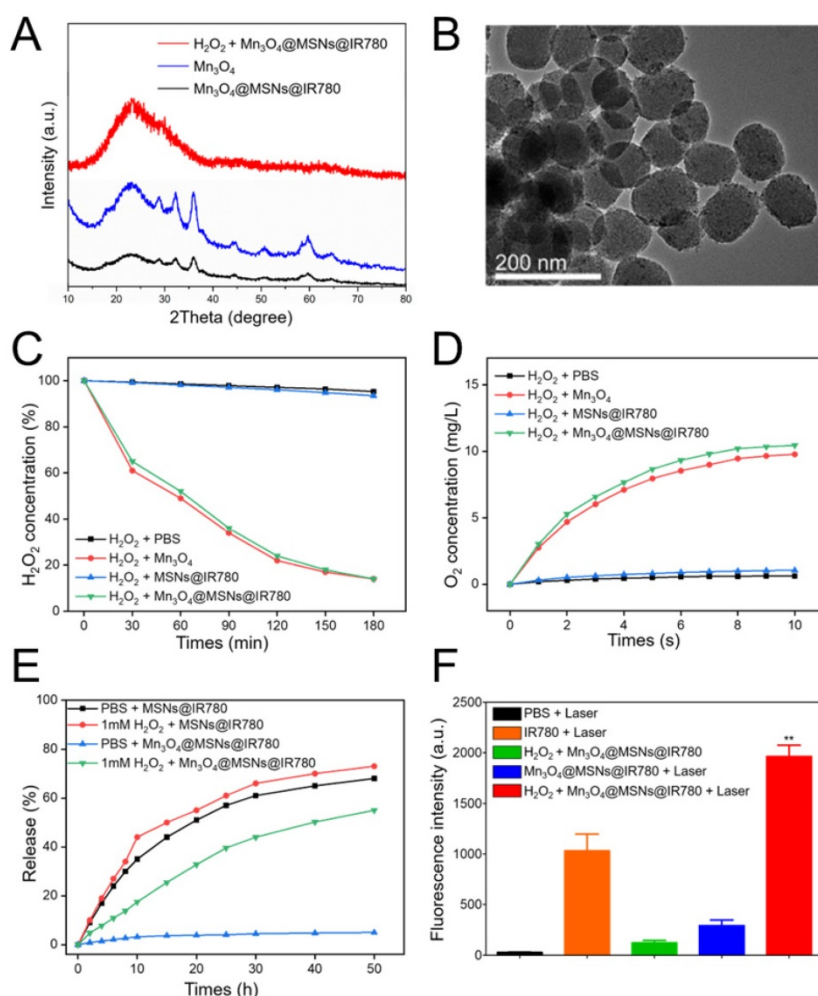 A
H₂O₂ + Mn₃O₄@MSNs@IR780
Mn₃O₄
Mn₃O₄@MSNs@IR780
Intensity (a.u.)
10 20 30 40 50 60 70 80
2Theta (degree)
B
200 nm
C
H₂O₂ concentration (%)
100
80
60
40
20
0
H₂O₂ + PBS
H₂O₂ + Mn₃O₄
H₂O₂ + MSNs@IR780
H₂O₂ + Mn₃O₄@MSNs@IR780
0 30 60 90 120 150 180
Times (min)
D
O₂ concentration (mg/L)
15
10
5
0
H₂O₂ + PBS
H₂O₂ + Mn₃O₄
H₂O₂ + MSNs@IR780
H₂O₂ + Mn₃O₄@MSNs@IR780
0 2 4 6 8 10
Times (s)
E
Release (%)
100
80
60
40
20
0
PBS + MSNs@IR780
1mM H₂O₂ + MSNs@IR780
PBS + Mn₃O₄@MSNs@IR780
1mM H₂O₂ + Mn₃O₄@MSNs@IR780
0 10 20 30 40 50
Times (h)
F
Fluorescence intensity (a.u.)
2500
2000
1500
1000
500
0
PBS + Laser
IR780 + Laser
H₂O₂ + Mn₃O₄@MSNs@IR780
Mn₃O₄@MSNs@IR780 + Laser
H₂O₂ + Mn₃O₄@MSNs@IR780 + Laser
**